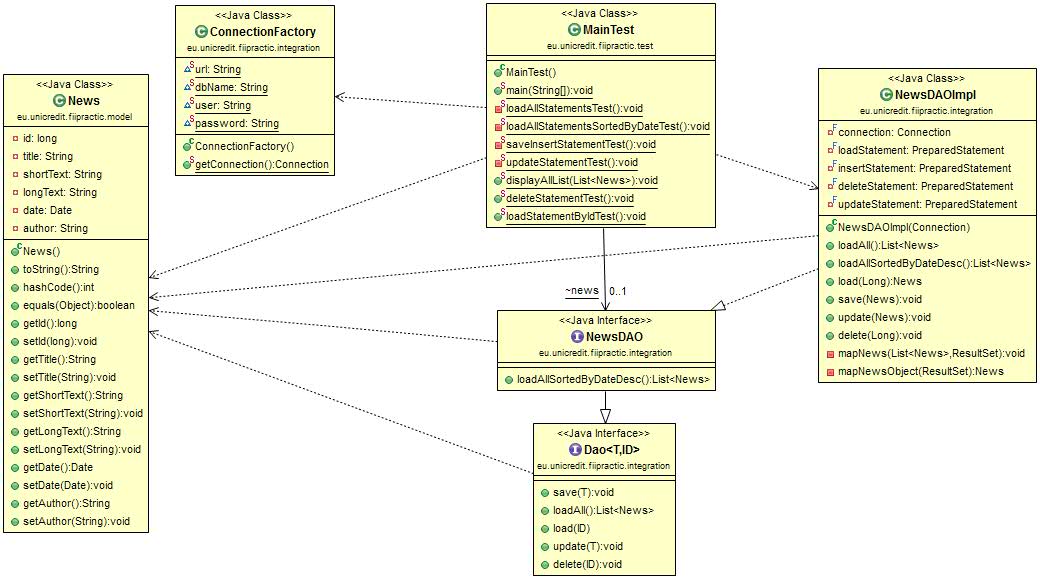 <<Java Class>>
News
eu.unicredit.fiipractic.model
id: long
title: String
shortText: String
longText: String
date: Date
author: String
News()
toString():String
hashCode():int
equals(Object):boolean
getId():long
setId(long):void
getTitle():String
setTitle(String):void
getShortText():String
setShortText(String):void
getLongText():String
setLongText(String):void
getDate():Date
setDate(Date):void
getAuthor():String
setAuthor(String):void
<<Java Class>>
ConnectionFactory
eu.unicredit.fiipractic.integration
url: String
dbName: String
user: String
password: String
ConnectionFactory()
getConnection():Connection
<<Java Class>>
MainTest
eu.unicredit.fiipractic.test
MainTest()
main(String[]):void
loadAllStatementsTest():void
loadAllStatementsSortedByDateTest():void
saveInsertStatementTest():void
updateStatementTest():void
displayAllList(List<News>):void
deleteStatementTest():void
loadStatementByIdTest():void
~news 0..1
<<Java Interface>>
NewsDAO
eu.unicredit.fiipractic.integration
loadAllSortedByDateDesc():List<News>
<<Java Interface>>
Dao<T,ID>
eu.unicredit.fiipractic.integration
save(T):void
loadAll():List<News>
load(ID)
update(T):void
delete(ID):void
<<Java Class>>
NewsDAOImpl
eu.unicredit.fiipractic.integration
connection: Connection
loadStatement: PreparedStatement
insertStatement: PreparedStatement
deleteStatement: PreparedStatement
updateStatement: PreparedStatement
NewsDAOImpl(Connection)
loadAll():List<News>
loadAllSortedByDateDesc():List<News>
load(Long):News
save(News):void
update(News):void
delete(Long):void
mapNews(List<News>,ResultSet):void
mapNewsObject(ResultSet):News